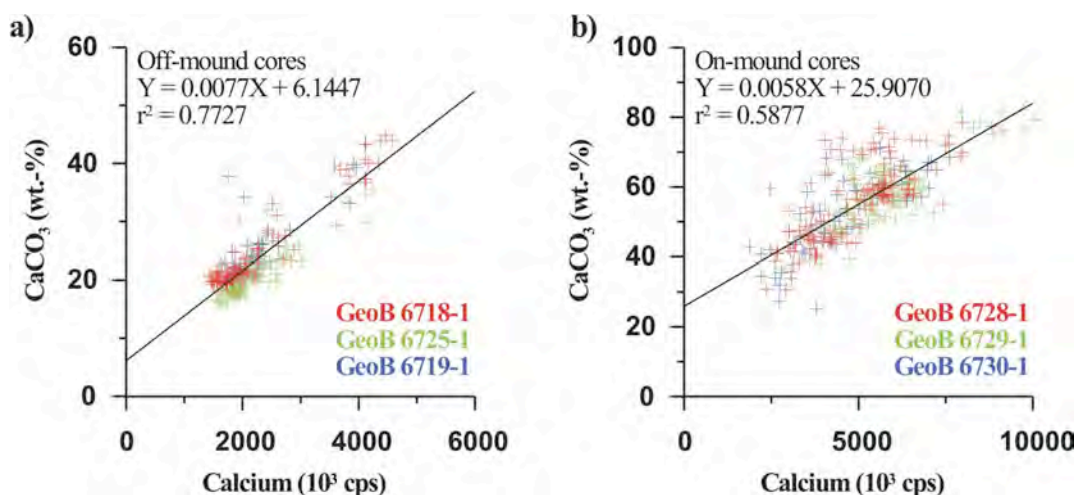 a)
60
40
20
0
CaCO₃ (wt.-%)
Off-mound cores
Y = 0.0077X + 6.1447
r² = 0.7727
GeoB 6718-1
GeoB 6725-1
GeoB 6719-1
0 2000 4000 6000
Calcium (10³ cps)
b)
100
80
60
40
20
0
CaCO₃ (wt.-%)
On-mound cores
Y = 0.0058X + 25.9070
r² = 0.5877
GeoB 6728-1
GeoB 6729-1
GeoB 6730-1
0 5000 10000
Calcium (10³ cps)